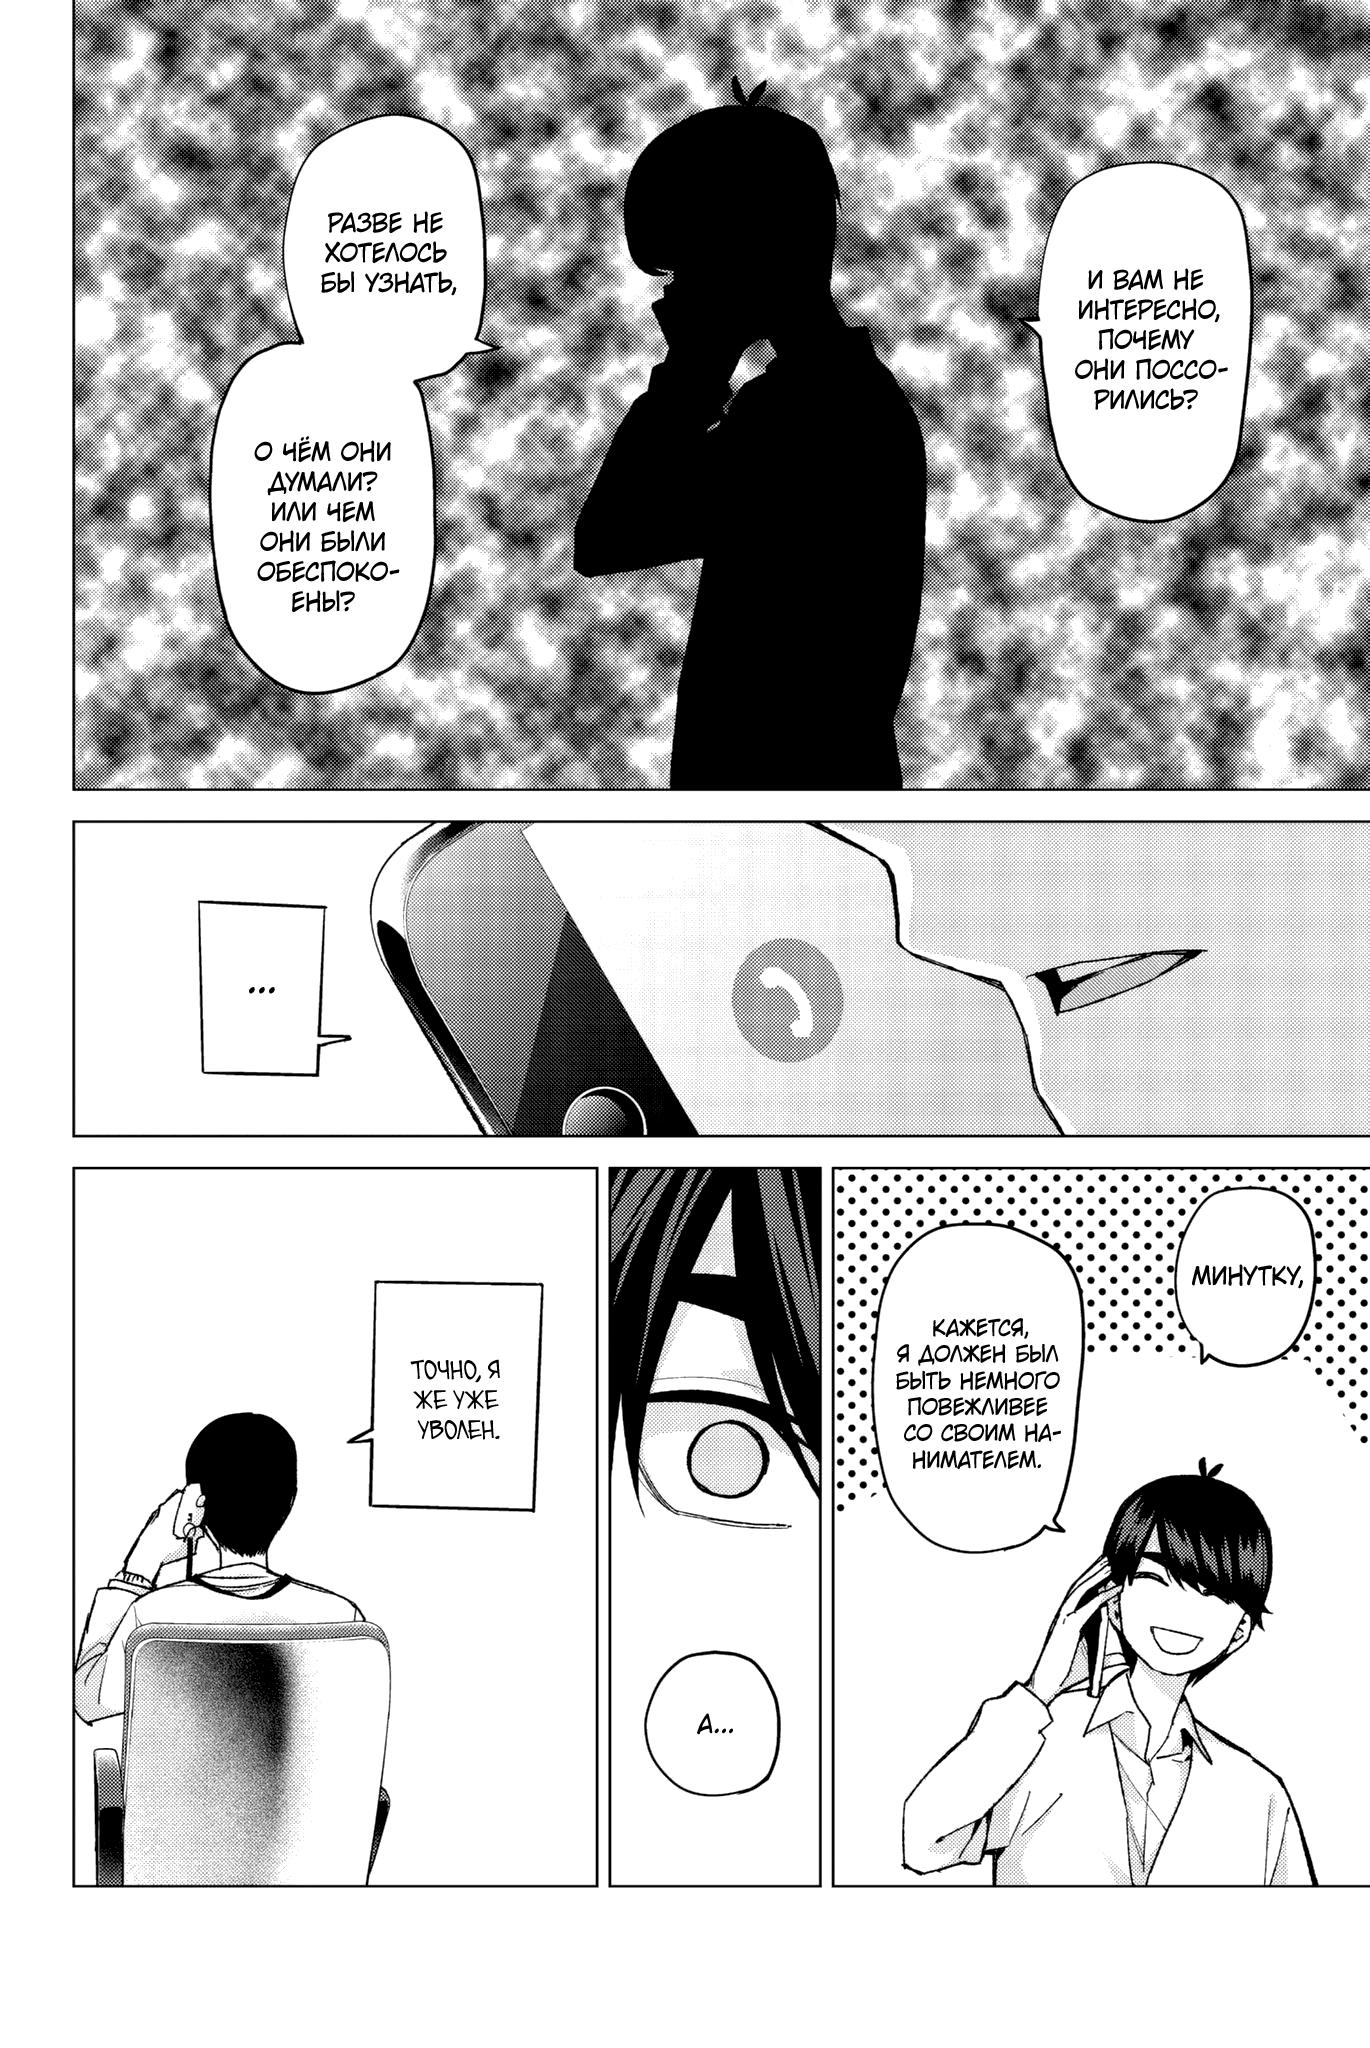 И ВАМ НЕ
ИНТЕРЕСНО,
ПОЧЕМУ
ОНИ ПОССО-
РИЛИСЬ?
РАЗВЕ НЕ
ХОТЕЛОСЬ
БЫ УЗНАТЬ,
О ЧЁМ ОНИ
ДУМАЛИ?
ИЛИ ЧЕМ
ОНИ БЫЛИ
ОБЕСПОКО-
ЕНЫ?
...
МИНУТКУ,
КАЖЕТСЯ,
Я ДОЛЖЕН БЫЛ
БЫТЬ НЕМНОГО
ПОВЕЖЛИВЕЕ
СО СВОИМ НА-
НИМАТЕЛЕМ.
А...
ТОЧНО, Я
ЖЕ УЖЕ
УВОЛЕН.